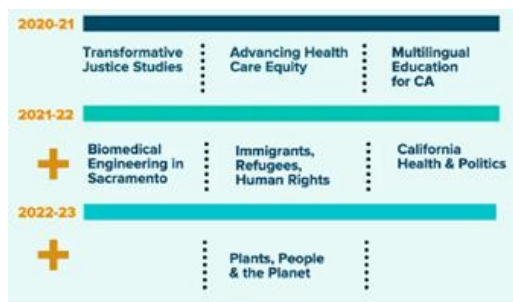 2020-21
Transformative
Justice Studies
Advancing Health
Care Equity
Multilingual
Education
for CA
2021-22
+
Biomedical
Engineering in
Sacramento
Immigrants,
Refugees,
Human Rights
California
Health & Politics
2022-23
+
Plants, People
& the Planet